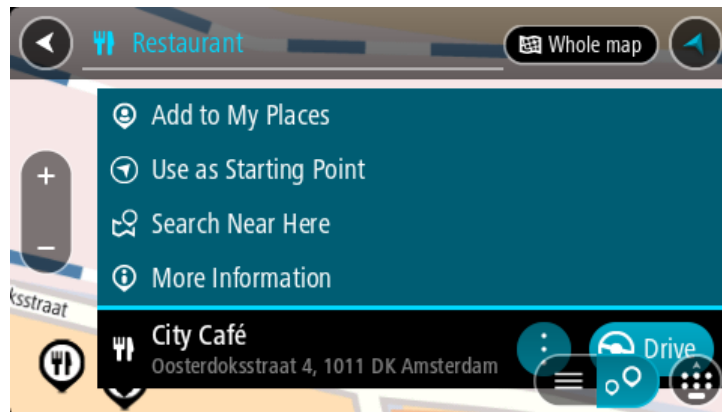 Restaurant
Whole map
Add to My Places
Use as Starting Point
Search Near Here
More Information
ksstraat
City Café
Oosterdoksstraat 4, 1011 DK Amsterdam
Drive